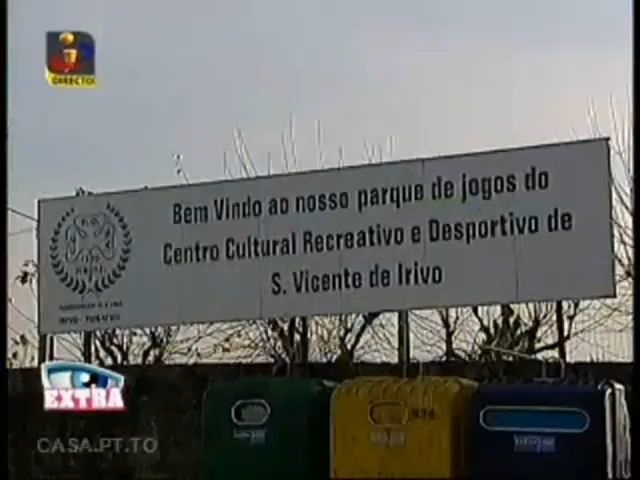 DIRECTO
Bem Vindo ao nosso parque de jogos do
Centro Cultural Recreativo e Desportivo de
S. Vicente de Irivo
EXTRA
CASA.PT.TO